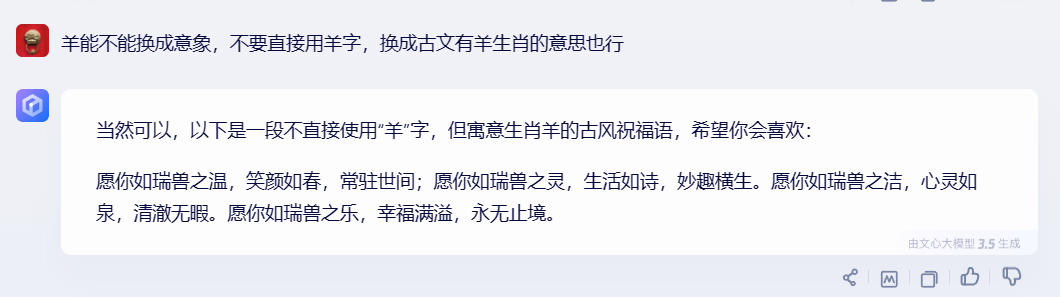 羊能不能换成意象，不要直接用羊字，换成古文有羊生肖的意思也行
当然可以，以下是一段不直接使用“羊”字，但寓意生肖羊的古风祝福语，希望你会喜欢：
愿你如瑞兽之温，笑颜如春，常驻世间；愿你如瑞兽之灵，生活如诗，妙趣横生。愿你如瑞兽之洁，心灵如
泉，清澈无暇。愿你如瑞兽之乐，幸福满溢，永无止境。
由文心大模型 3.5 生成